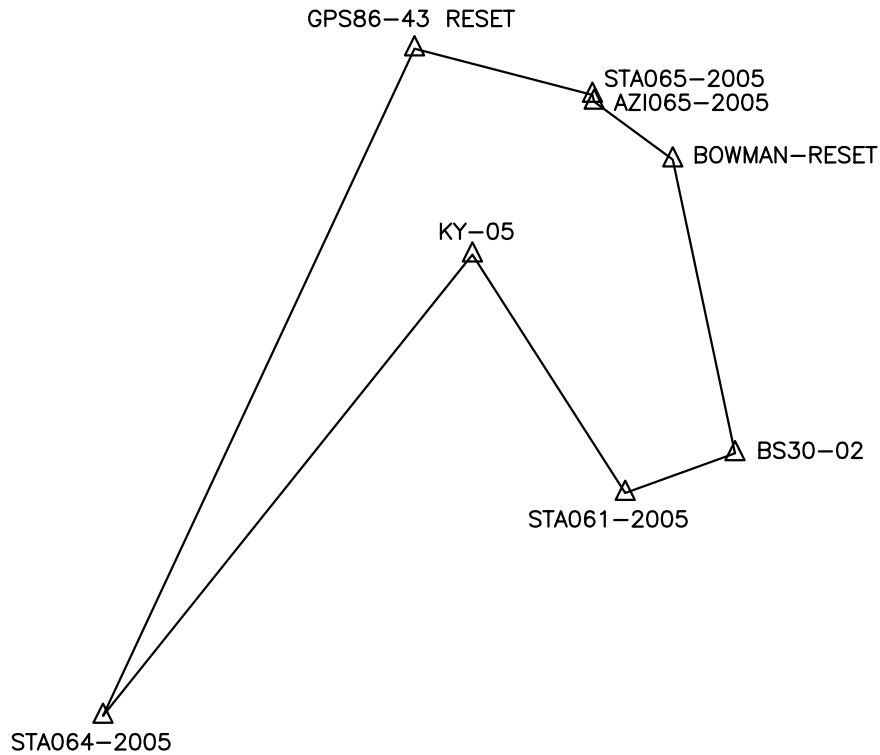 GPS86-43 RESET
STA065-2005
AZI065-2005
BOWMAN-RESET
KY-05
BS30-02
STA061-2005
STA064-2005